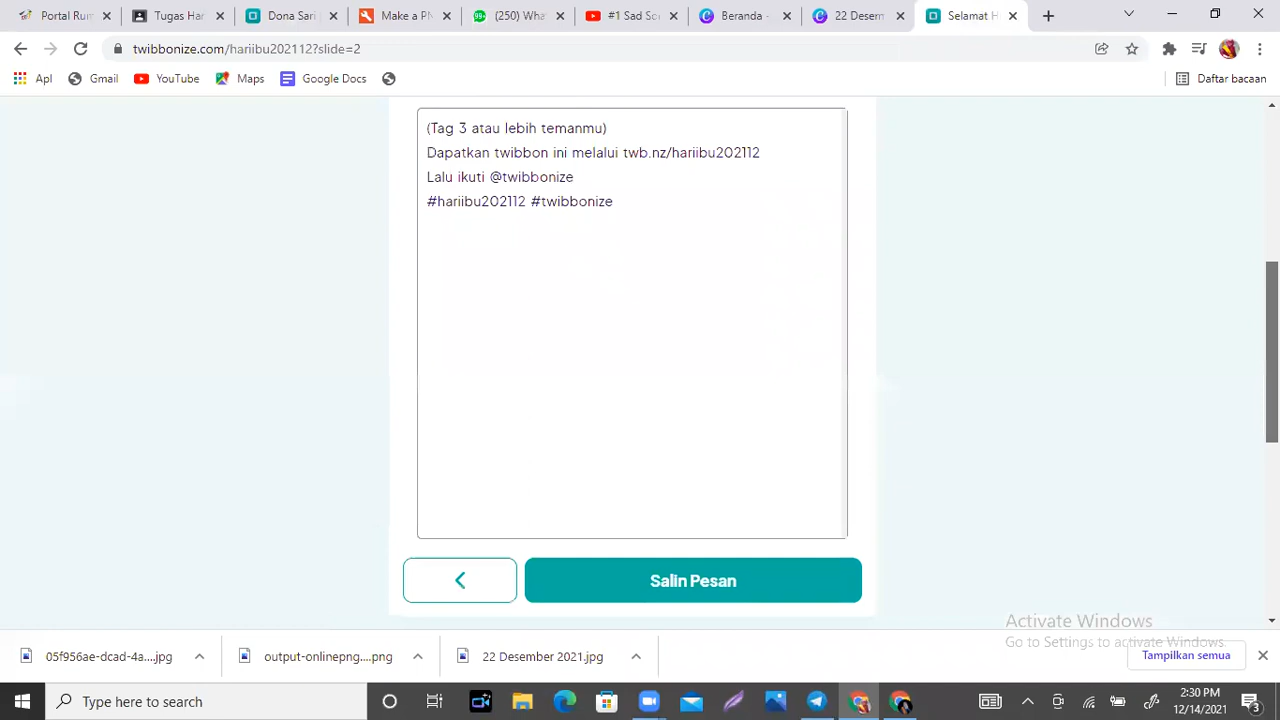 Portal Rum
Tugas Har
Dona Sari
Make a Ph
(250) What
#1 Sad So
Beranda -
22 Desem
Selamat H
twibbonize.com/hariibu202112?slide=2
Apl
Gmail
YouTube
Maps
Google Docs
Daftar bacaan
(Tag 3 atau lebih temanmu)
Dapatkan twibbon ini melalui twb.nz/hariibu202112
Lalu ikuti @twibbonize
#hariibu202112 #twibbonize
Salin Pesan
Activate Windows
Go to Settings to activate Windows.
05f956ae-dcad-4a....jpg
output-onlinepng....png
22 Desember 2021.jpg
Tampilkan semua
Type here to search
2:30 PM
12/14/2021
3